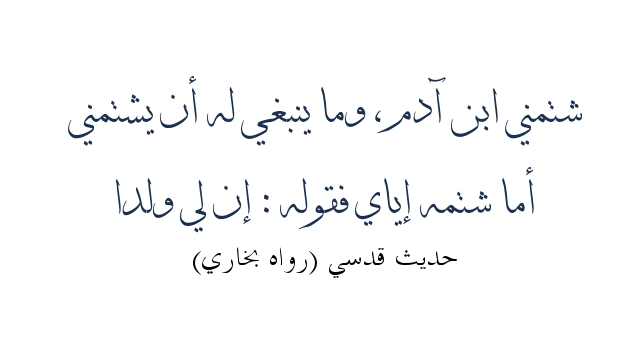 شتمني ابن آدم، وما ينبغي له أن يشتمني
أما شتمه إياي فقوله : إن لي ولدا
حديث قدسي (رواه بخاري)